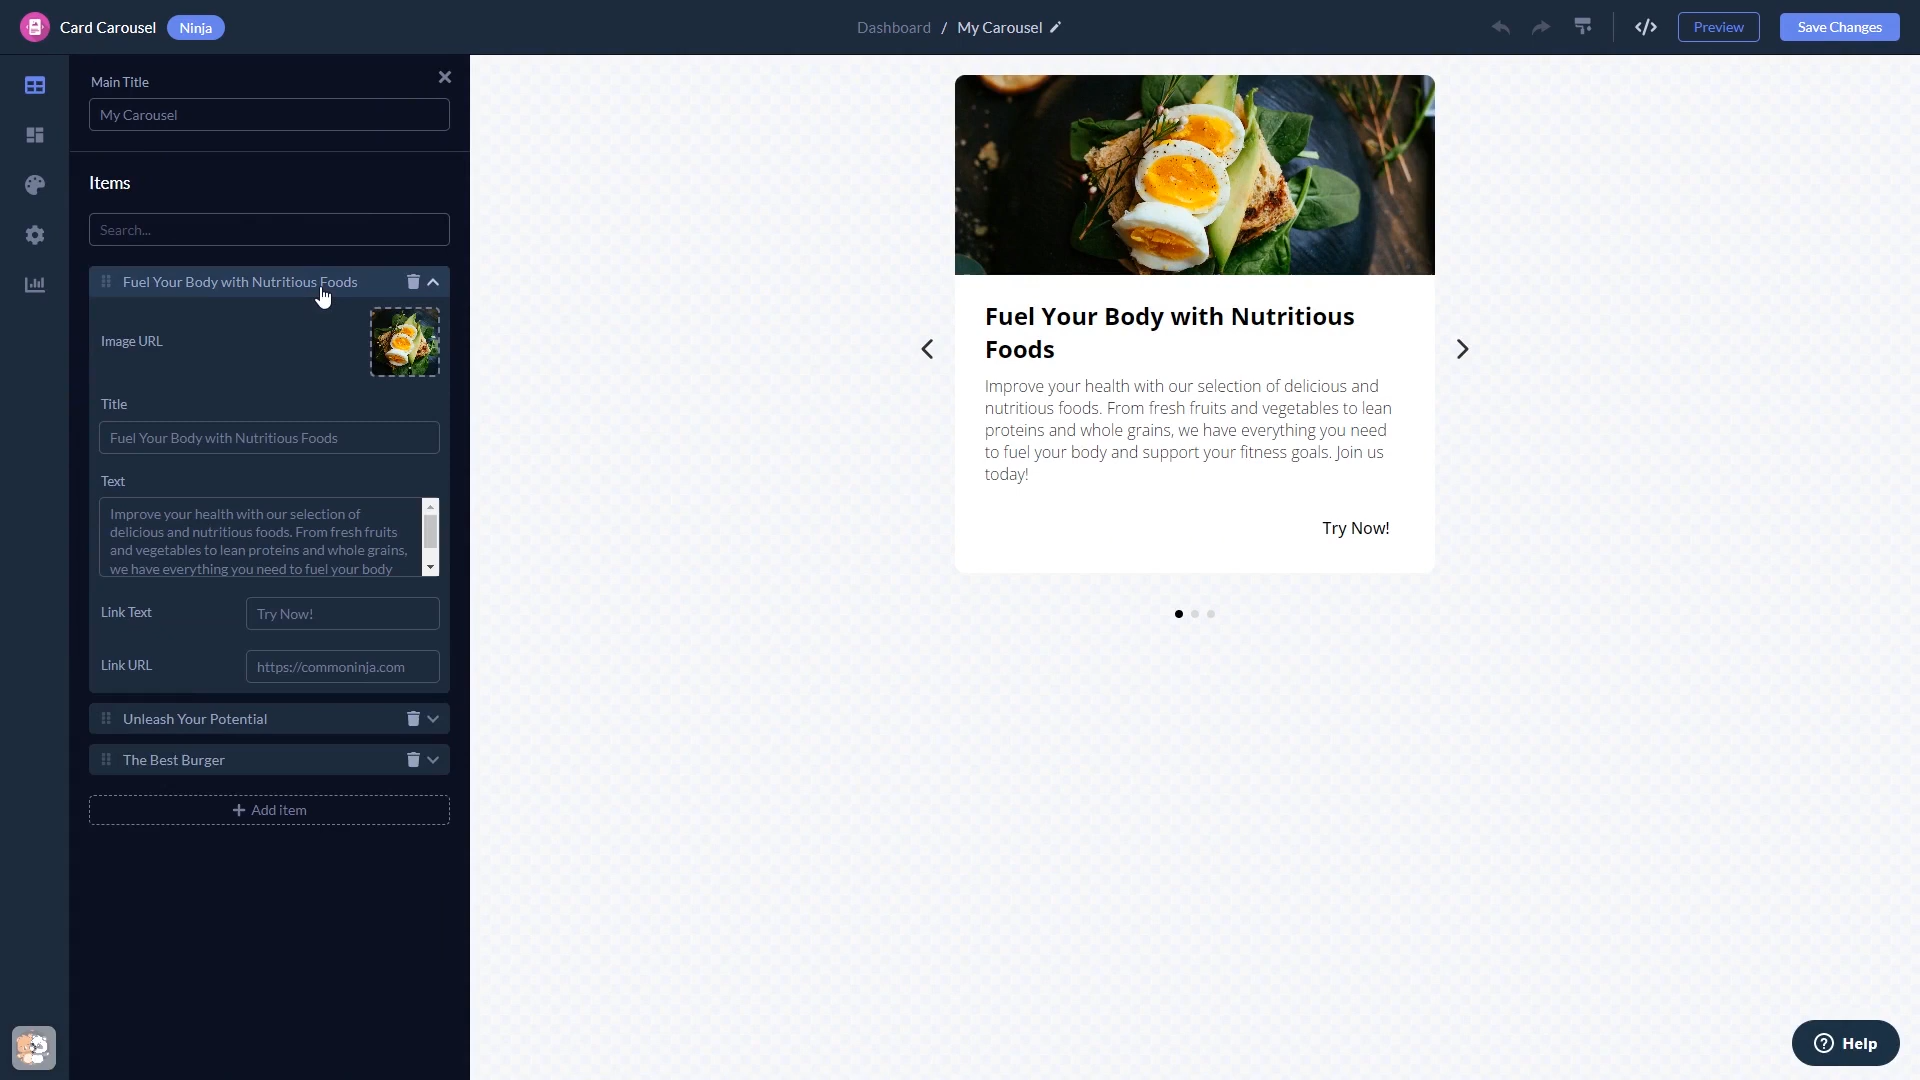 Card Carousel
Ninja
Dashboard / My Carousel
Preview
Save Changes
Main Title
My Carousel
Items
Search...
Fuel Your Body with Nutritious Foods
Image URL
Title
Fuel Your Body with Nutritious Foods
Text
Improve your health with our selection of
delicious and nutritious foods. From fresh fruits
and vegetables to lean proteins and whole grains,
we have everything you need to fuel your body
Link Text
Try Now!
Link URL
https://commoninja.com
Unleash Your Potential
The Best Burger
+ Add item
Fuel Your Body with Nutritious
Foods
Improve your health with our selection of delicious and
nutritious foods. From fresh fruits and vegetables to lean
proteins and whole grains, we have everything you need
to fuel your body and support your fitness goals. Join us
today!
Try Now!
Help